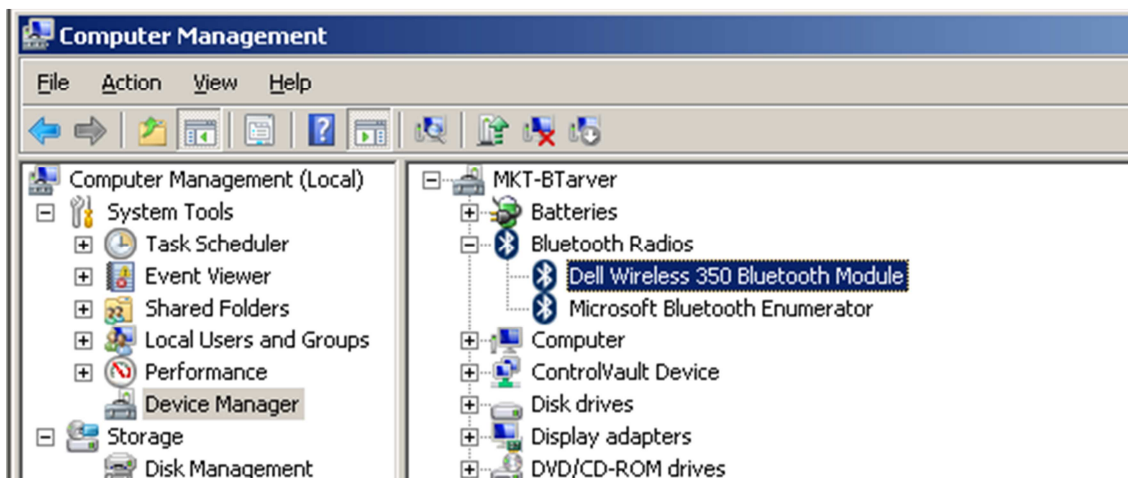 Computer Management
File Action View Help
Computer Management (Local)
System Tools
Task Scheduler
Event Viewer
Shared Folders
Local Users and Groups
Performance
Device Manager
Storage
Disk Management
MKT-BTarver
Batteries
Bluetooth Radios
Dell Wireless 350 Bluetooth Module
Microsoft Bluetooth Enumerator
Computer
ControlVault Device
Disk drives
Display adapters
DVD/CD-ROM drives